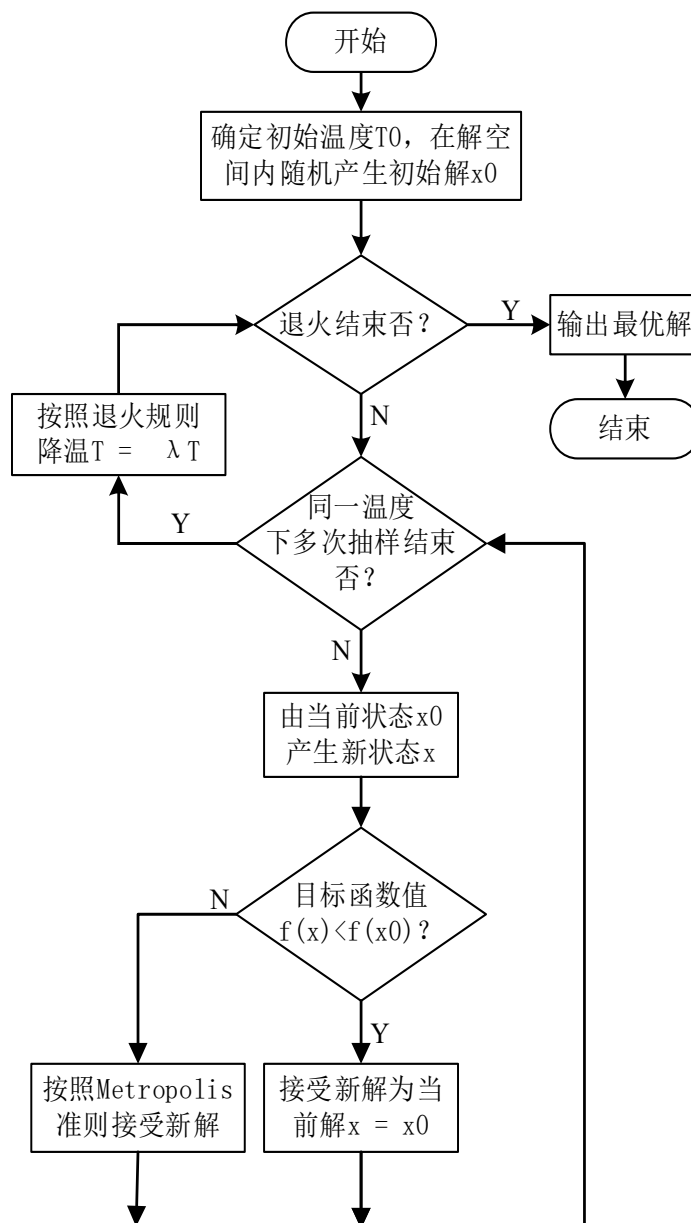 开始
确定初始温度T0，在解空
间内随机产生初始解x0
退火结束否？
Y
输出最优解
结束
N
按照退火规则
降温T = λT
Y
同一温度
下多次抽样结束
否？
N
由当前状态x0
产生新状态x
N
目标函数值
f(x)<f(x0)？
Y
按照Metropolis
准则接受新解
接受新解为当
前解x = x0